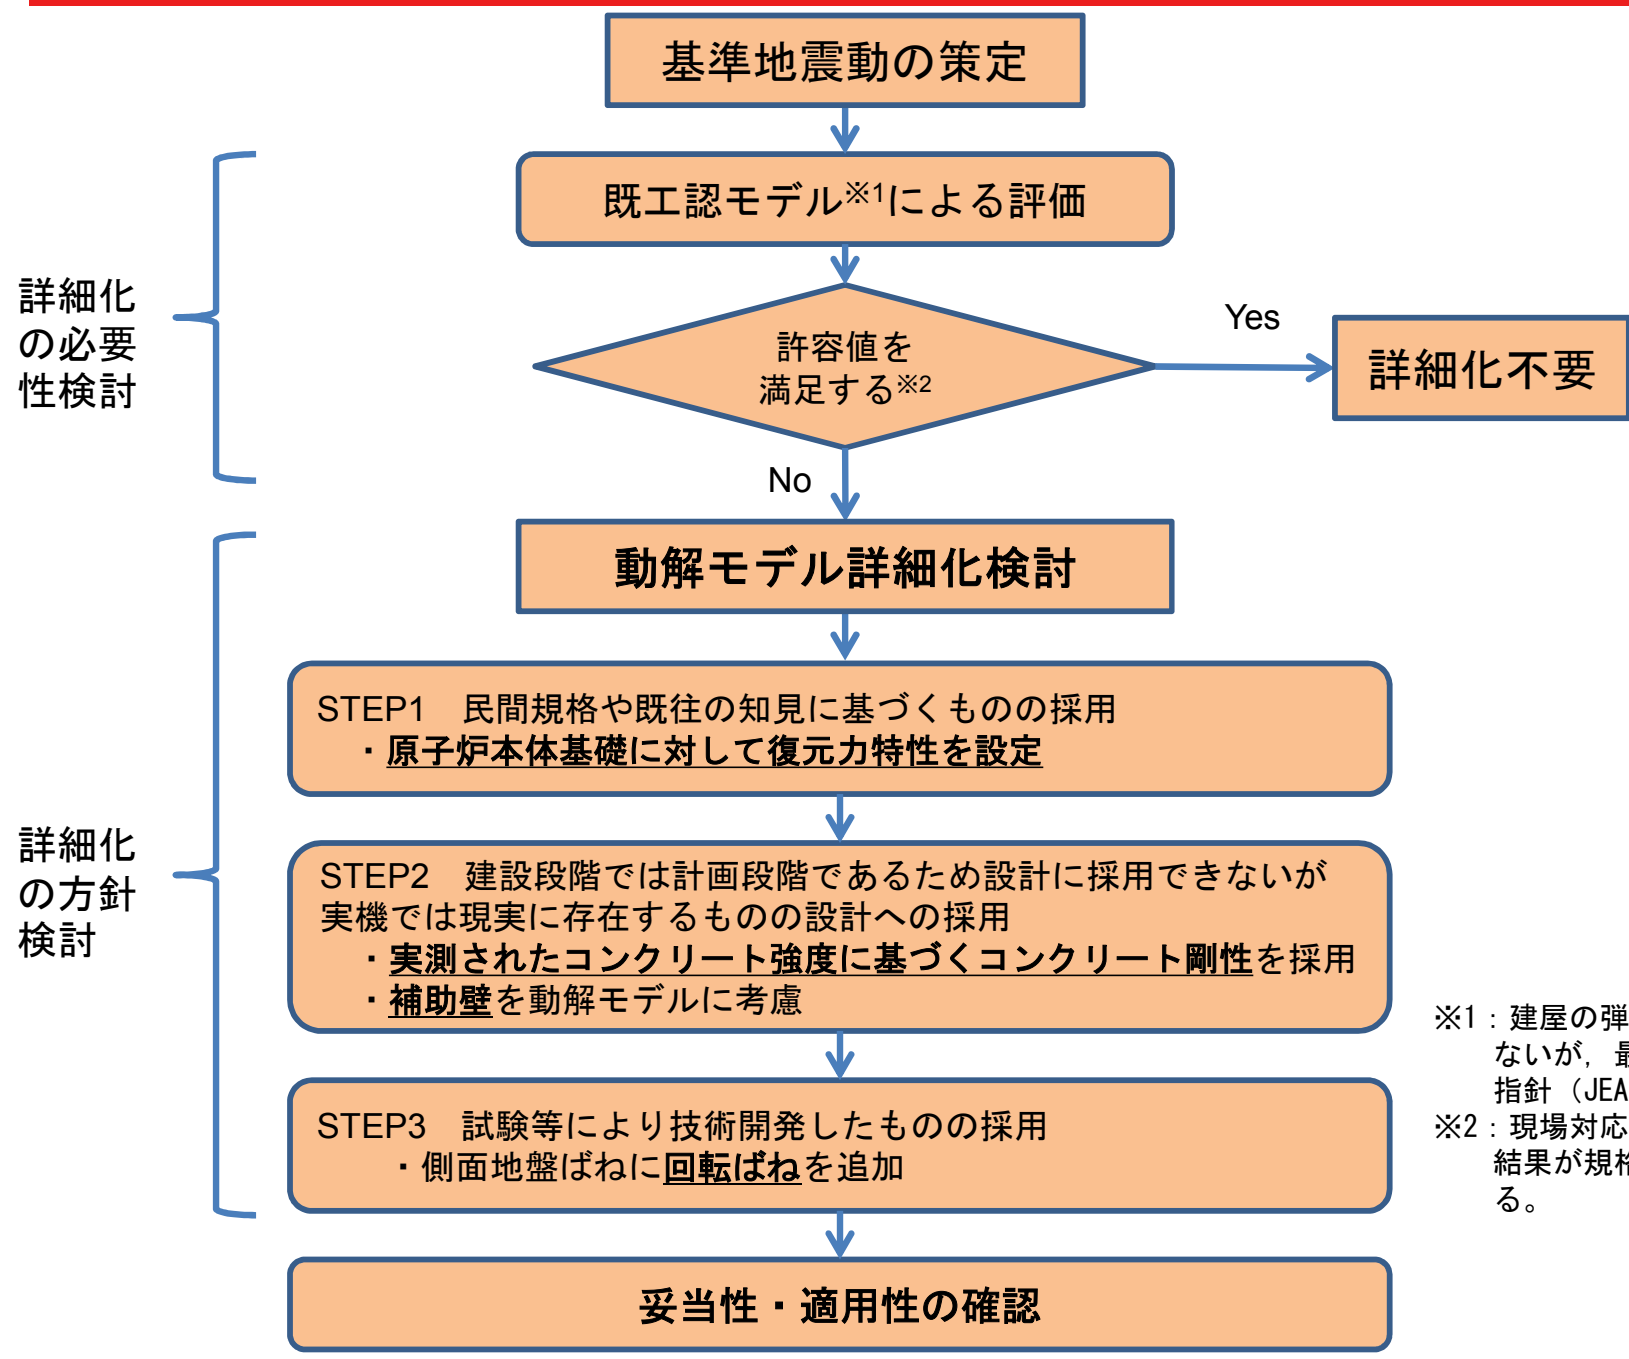 基準地震動の策定
既工認モデル※1による評価
詳細化
の必要
性検討
許容値を
満足する※2
Yes
詳細化不要
No
動解モデル詳細化検討
STEP1　民間規格や既往の知見に基づくものの採用
・原子炉本体基礎に対して復元力特性を設定
詳細化
の方針
検討
STEP2　建設段階では計画段階であるため設計に採用できないが
実機では現実に存在するものの設計への採用
・実測されたコンクリート強度に基づくコンクリート剛性を採用
・補助壁を動解モデルに考慮
STEP3　試験等により技術開発したものの採用
・側面地盤ばねに回転ばねを追加
妥当性・適用性の確認
※1：建屋の弾
ないが，
指針（JEA
※2：現場対応
結果が規
る。